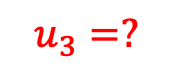 u₃ =?